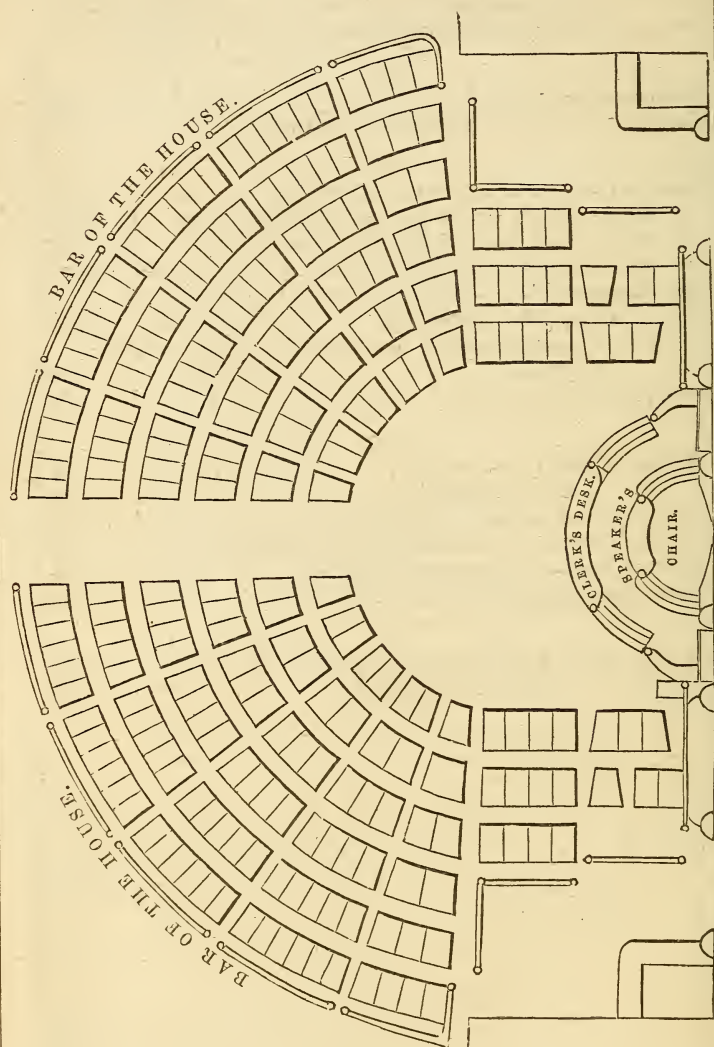 BAR OF THE HOUSE.
CLERK'S DESK.
SPEAKER'S
CHAIR.
BAR OF THE HOUSE.